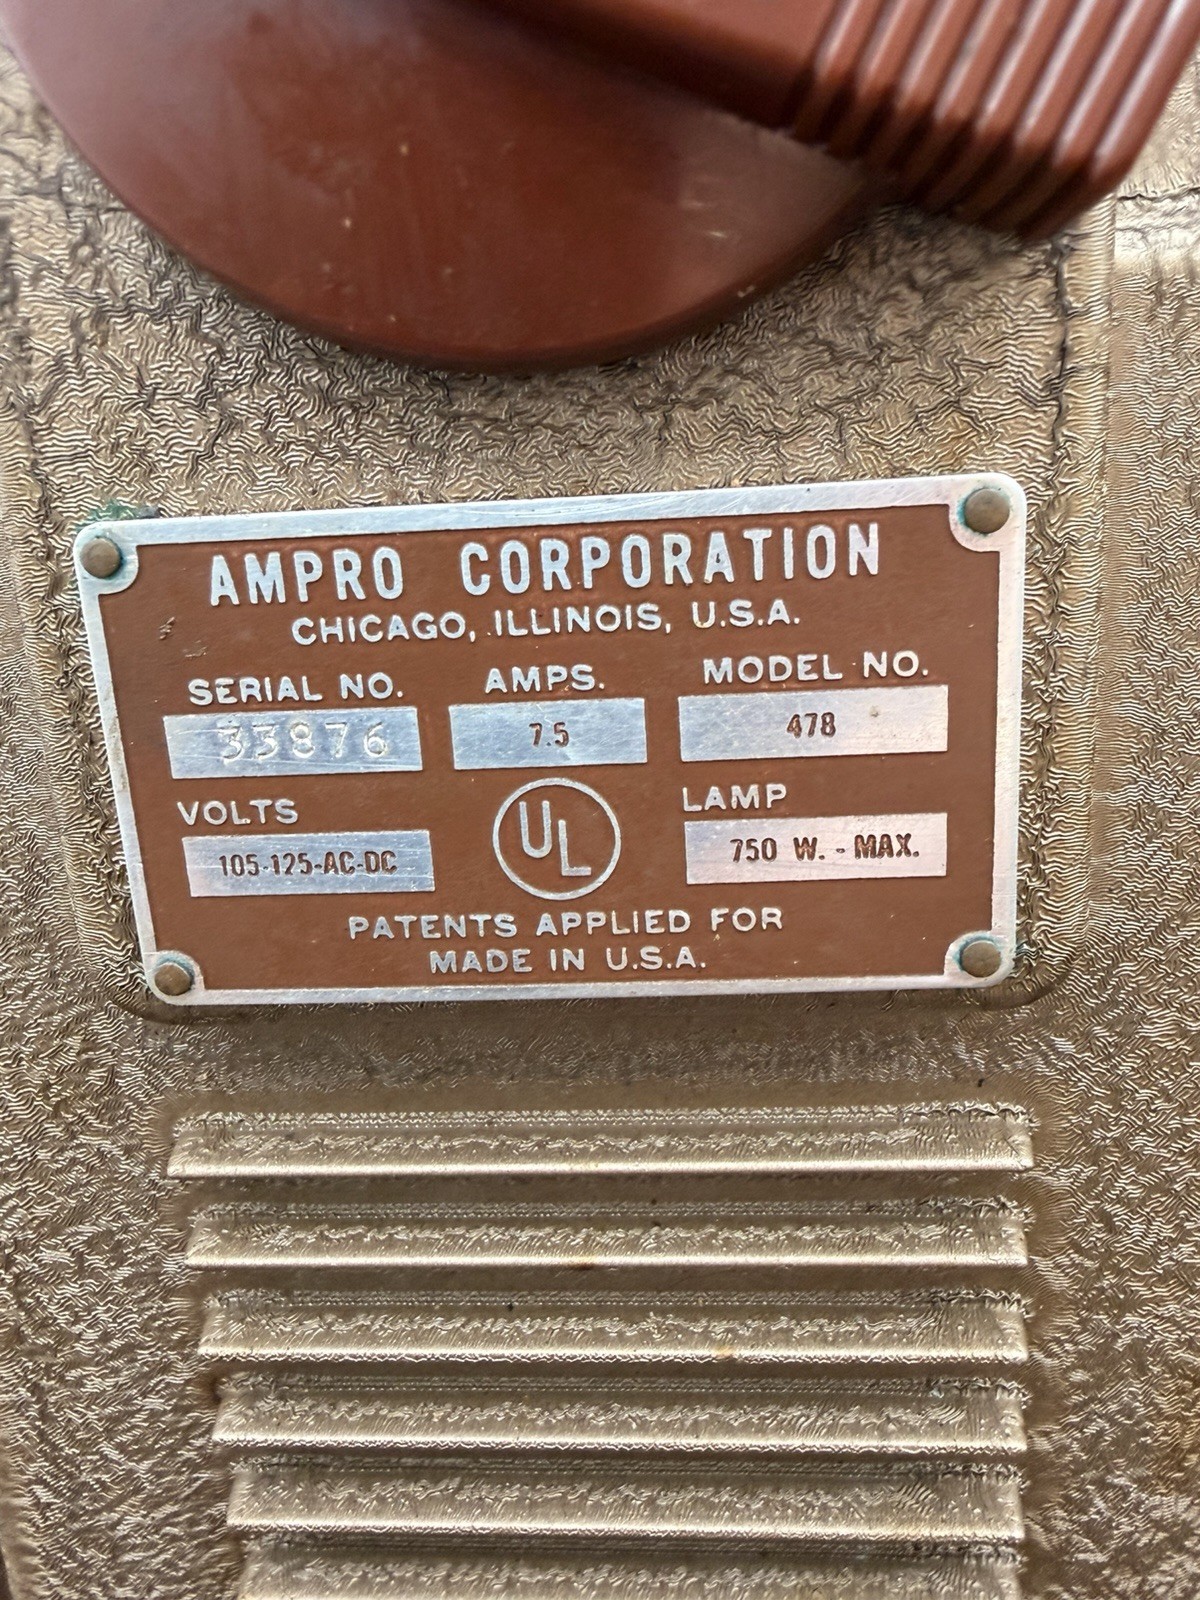 AMPRO CORPORATION
CHICAGO, ILLINOIS, U.S.A.
SERIAL NO. AMPS. MODEL NO.
33876 7.5 478
VOLTS UL LAMP
105-125-AC-DC 750 W. - MAX.
PATENTS APPLIED FOR
MADE IN U.S.A.